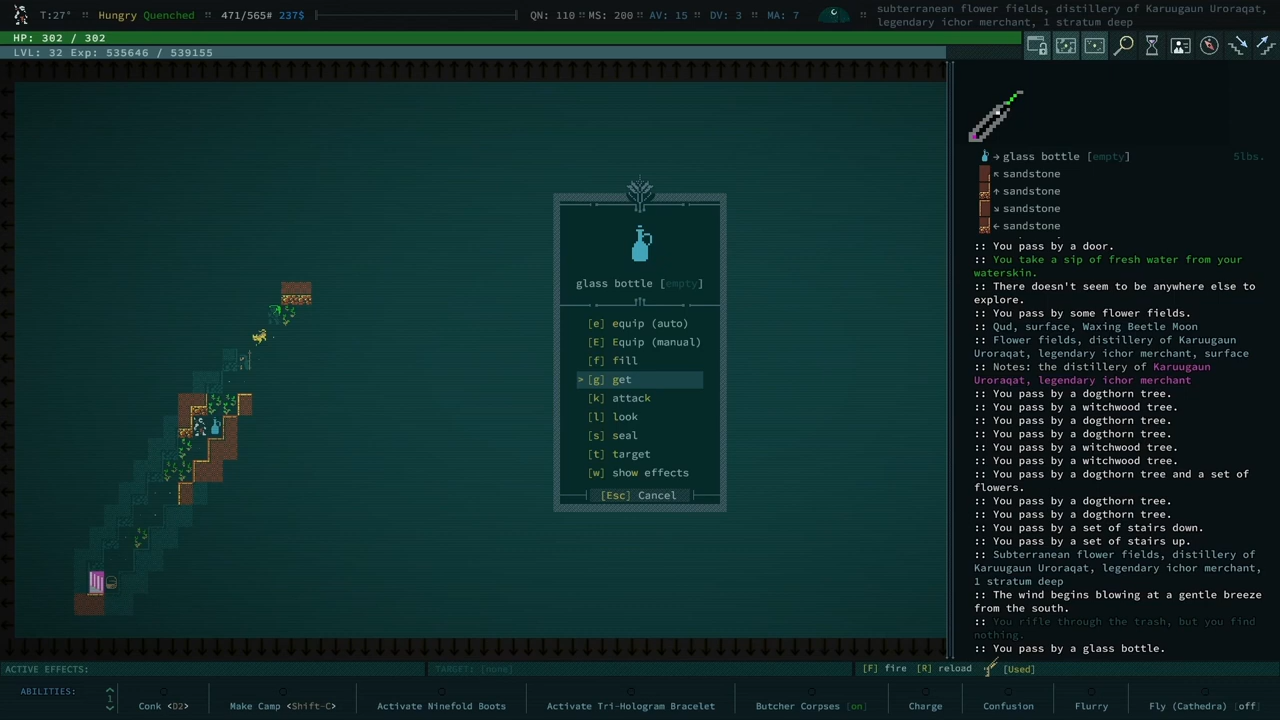 T:27° :: Hungry Quenched :: 471/565# 237$ QN: 110 :: MS: 200 :: AV: 15 :: DV: 3 :: MA: 7 ::
subterranean flower fields, distillery of Karuugaun Uroraqat,
legendary ichor merchant, 1 stratum deep
HP: 302 / 302
LVL: 32 Exp: 535646 / 539155
glass bottle [empty]
[e] equip (auto)
[E] Equip (manual)
[f] fill
> [g] get
[k] attack
[l] look
[s] seal
[t] target
[w] show effects
[Esc] Cancel
→ glass bottle [empty] 5lbs.
↖ sandstone
↑ sandstone
↘ sandstone
← sandstone
:: You pass by a door.
:: You take a sip of fresh water from your
waterskin.
:: There doesn't seem to be anywhere else to
explore.
:: You pass by some flower fields.
:: Qud, surface, Waxing Beetle Moon
:: Flower fields, distillery of Karuugaun
Uroraqat, legendary ichor merchant, surface
:: Notes: the distillery of Karuugaun
Uroraqat, legendary ichor merchant
:: You pass by a dogthorn tree.
:: You pass by a witchwood tree.
:: You pass by a dogthorn tree.
:: You pass by a dogthorn tree.
:: You pass by a witchwood tree.
:: You pass by a witchwood tree.
:: You pass by a dogthorn tree and a set of
flowers.
:: You pass by a dogthorn tree.
:: You pass by a dogthorn tree.
:: You pass by a set of stairs down.
:: You pass by a set of stairs up.
:: Subterranean flower fields, distillery of
Karuugaun Uroraqat, legendary ichor merchant,
1 stratum deep
:: The wind begins blowing at a gentle breeze
from the south.
:: You rifle through the trash, but you find
nothing.
:: You pass by a glass bottle.
ACTIVE EFFECTS:
TARGET: [none]
[F] fire [R] reload [Used]
ABILITIES: 1 Conk <02> Make Camp <Shift-C> Activate Ninefold Boots Activate Tri-Hologram Bracelet Butcher Corpses [on] Charge Confusion Flurry Fly (Cathedra) [off